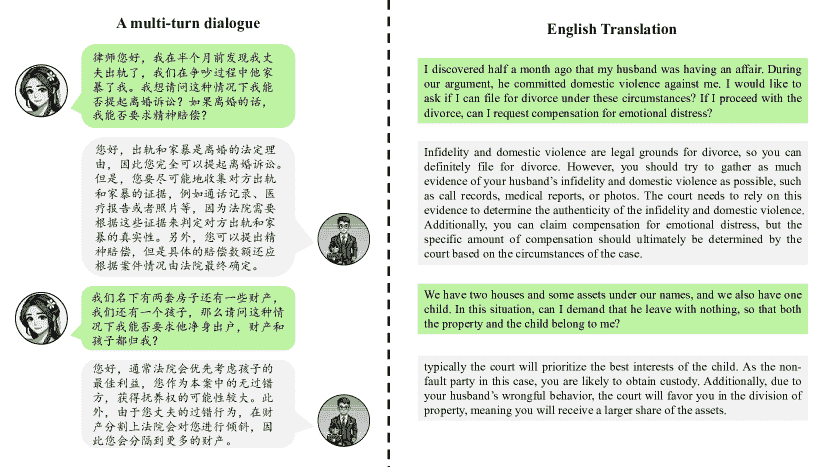 A multi-turn dialogue
律师您好，我在半个月前发现我丈
夫出轨了，我们在争吵过程中他家
暴了我。我想请问这种情况下我能
否提起离婚诉讼？如果离婚的话，
我能否要求精神赔偿？
您好，出轨和家暴是离婚的法定理
由，因此您完全可以提起离婚诉讼。
但是，您要尽可能地收集对方出轨
和家暴的证据，例如通话记录、医
疗报告或者照片等，因为法院需要
根据这些证据来判定对方出轨和家
暴的真实性。另外，您可以提出精
神赔偿，但是具体的赔偿数额还应
根据案件情况由法院最终确定。
我们名下有两套房子还有一些财产，
我们还有一个孩子，那么请问这种情
况下我能否要求他净身出户，财产和
孩子都归我？
您好，通常法院会优先考虑孩子的
最佳利益，您作为本案中的无过错
方，获得抚养权的可能性较大。此
外，由于您丈夫的过错行为，在财
产分割上法院会对您进行倾斜，因
此您会分隔到更多的财产。
English Translation
I discovered half a month ago that my husband was having an affair. During
our argument, he committed domestic violence against me. I would like to
ask if I can file for divorce under these circumstances? If I proceed with the
divorce, can I request compensation for emotional distress?
Infidelity and domestic violence are legal grounds for divorce, so you can
definitely file for divorce. However, you should try to gather as much
evidence of your husband's infidelity and domestic violence as possible, such
as call records, medical reports, or photos. The court needs to rely on this
evidence to determine the authenticity of the infidelity and domestic violence.
Additionally, you can claim compensation for emotional distress, but the
specific amount of compensation should ultimately be determined by the
court based on the circumstances of the case.
We have two houses and some assets under our names, and we also have one
child. In this situation, can I demand that he leave with nothing, so that both
the property and the child belong to me?
typically the court will prioritize the best interests of the child. As the non-
fault party in this case, you are likely to obtain custody. Additionally, due to
your husband's wrongful behavior, the court will favor you in the division of
property, meaning you will receive a larger share of the assets.